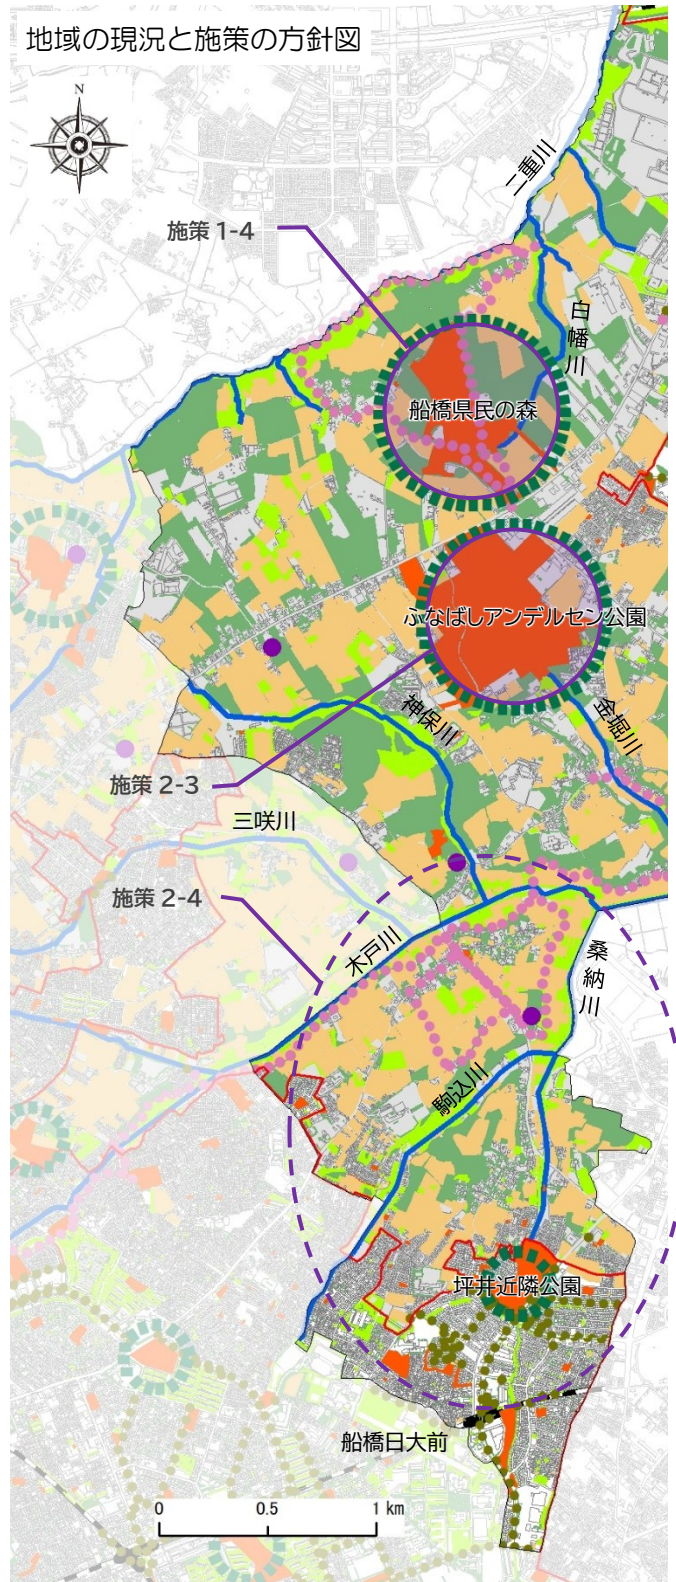 地域の現況と施策の方針図
N
二重川
施策 1-4
白幡川
船橋県民の森
ふなばしアンデルセン公園
神保川
金堀川
施策 2-3
三咲川
施策 2-4
木戸川
桑納川
駒込川
坪井近隣公園
船橋日大前
0 0.5 1 km